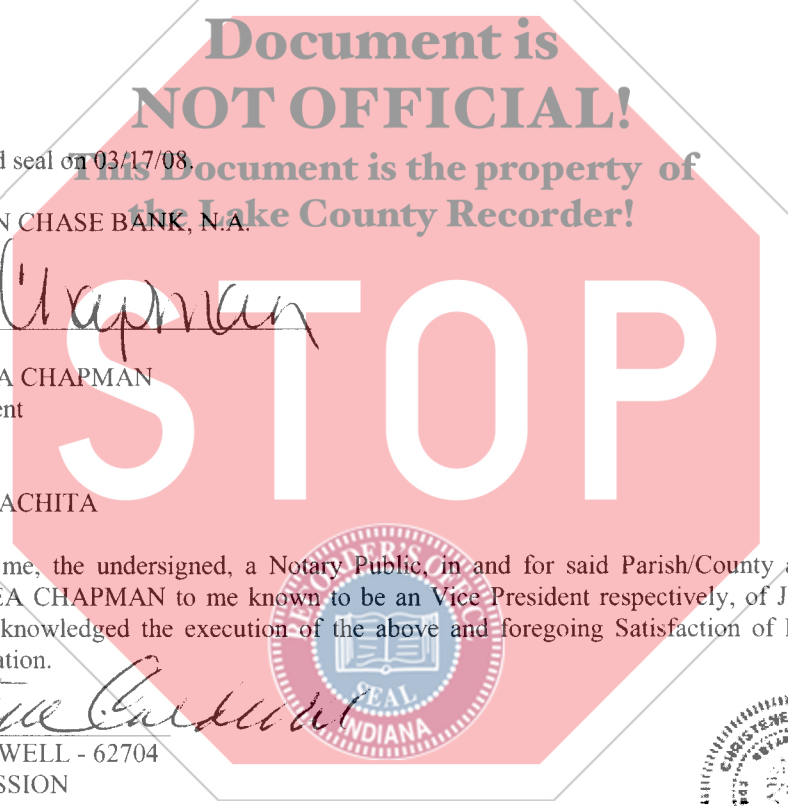 Document is
NOT OFFICIAL!
d seal on 03/17/08.
This Document is the property of
the Lake County Recorder!
N CHASE BANK, N.A.
Chapman
STOP
A CHAPMAN
ent
ACHITA
me, the undersigned, a Notary Public, in and for said Parish/County a
EA CHAPMAN to me known to be an Vice President respectively, of J
knowledged the execution of the above and foregoing Satisfaction of
ation.
RECORDER'S OFFICE
SEAL
INDIANA
WELL - 62704
SSION